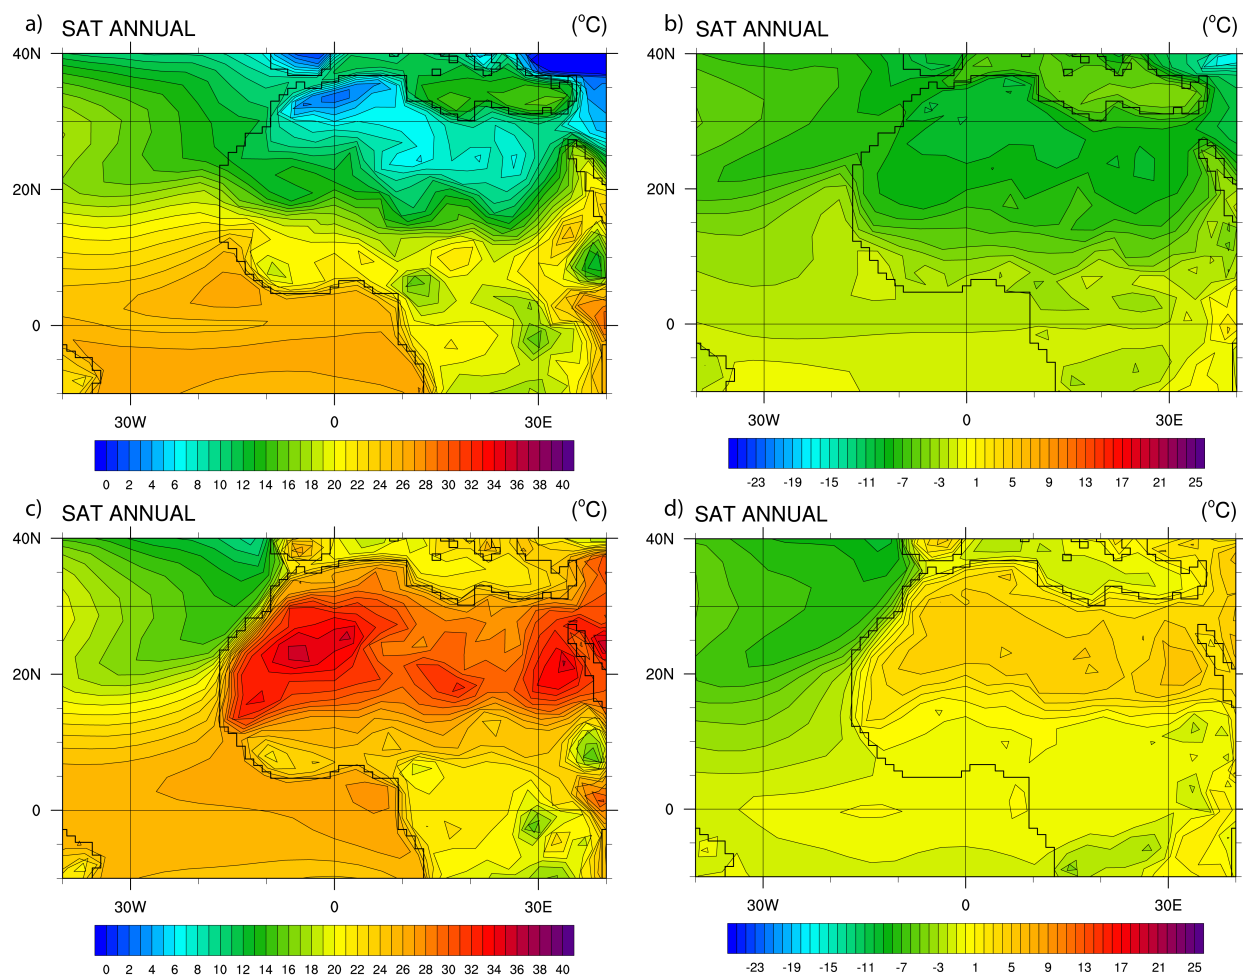 a) SAT ANNUAL (°C)
40N
20N
0
30W 0 30E
0 2 4 6 8 10 12 14 16 18 20 22 24 26 28 30 32 34 36 38 40
b) SAT ANNUAL (°C)
40N
20N
0
30W 0 30E
-23 -19 -15 -11 -7 -3 1 5 9 13 17 21 25
c) SAT ANNUAL (°C)
40N
20N
0
30W 0 30E
0 2 4 6 8 10 12 14 16 18 20 22 24 26 28 30 32 34 36 38 40
d) SAT ANNUAL (°C)
40N
20N
0
30W 0 30E
-23 -19 -15 -11 -7 -3 1 5 9 13 17 21 25